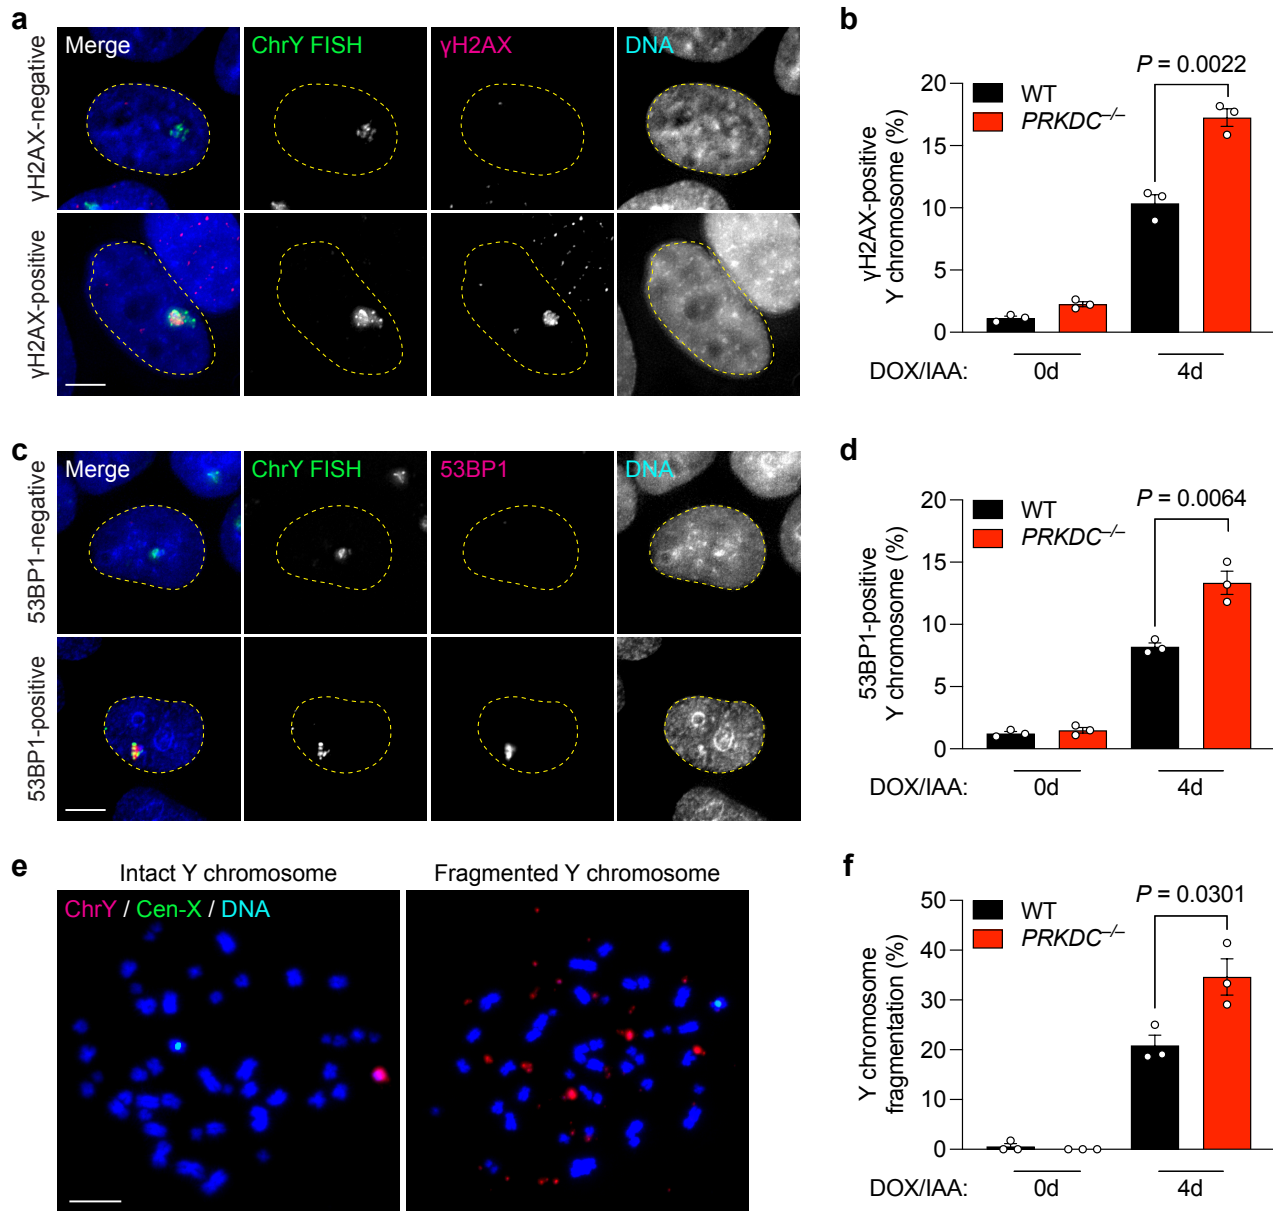 a
Merge
ChrY FISH
γH2AX
DNA
γH2AX-negative
γH2AX-positive
b
P = 0.0022
WT
PRKDC–/–
γH2AX-positive
Y chromosome (%)
20
15
10
5
0
DOX/IAA:
0d
4d
c
Merge
ChrY FISH
53BP1
DNA
53BP1-negative
53BP1-positive
d
P = 0.0064
WT
PRKDC–/–
53BP1-positive
Y chromosome (%)
20
15
10
5
0
DOX/IAA:
0d
4d
e
Intact Y chromosome
Fragmented Y chromosome
ChrY / Cen-X / DNA
f
P = 0.0301
WT
PRKDC–/–
Y chromosome
fragmentation (%)
50
40
30
20
10
0
DOX/IAA:
0d
4d